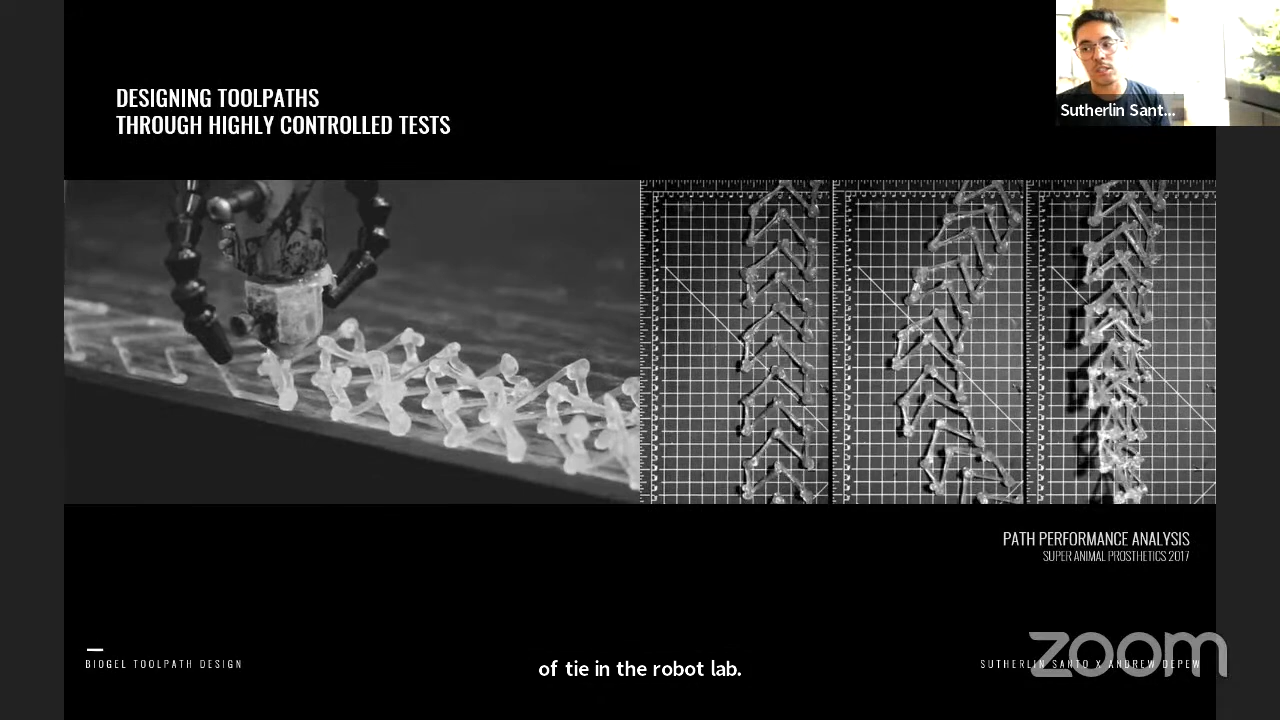 DESIGNING TOOLPATHS
THROUGH HIGHLY CONTROLLED TESTS
Sutherlin Sant...
PATH PERFORMANCE ANALYSIS
SUPER ANIMAL PROSTHETICS 2017
BIOGEL TOOLPATH DESIGN
of tie in the robot lab.
SUTHERLIN SANTO X ANDREW DEPEW
zoom